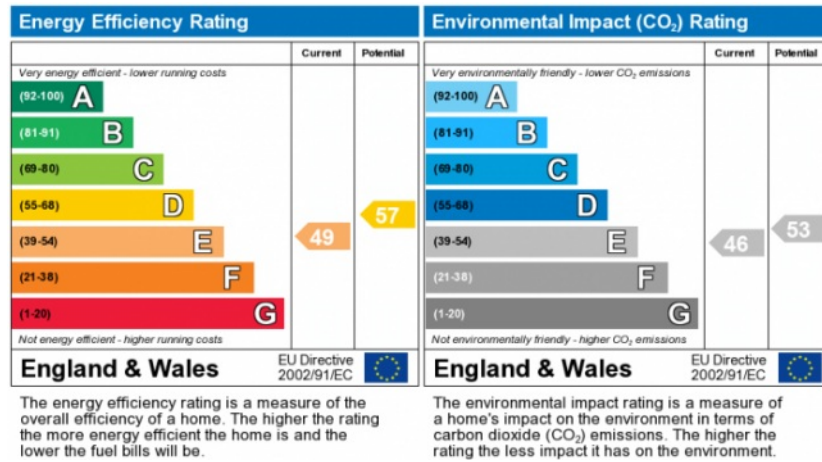 Energy Efficiency Rating
Current Potential
Very energy efficient - lower running costs
(92-100) A
(81-91) B
(69-80) C
(55-68) D
57
(39-54) E
49
(21-38) F
(1-20) G
Not energy efficient - higher running costs
England & Wales
EU Directive
2002/91/EC
The energy efficiency rating is a measure of the
overall efficiency of a home. The higher the rating
the more energy efficient the home is and the
lower the fuel bills will be.
Environmental Impact (CO₂) Rating
Current Potential
Very environmentally friendly - lower CO₂ emissions
(92-100) A
(81-91) B
(69-80) C
(55-68) D
(39-54) E
46
53
(21-38) F
(1-20) G
Not environmentally friendly - higher CO₂ emissions
England & Wales
EU Directive
2002/91/EC
The environmental impact rating is a measure of
a home's impact on the environment in terms of
carbon dioxide (CO₂) emissions. The higher the
rating the less impact it has on the environment.